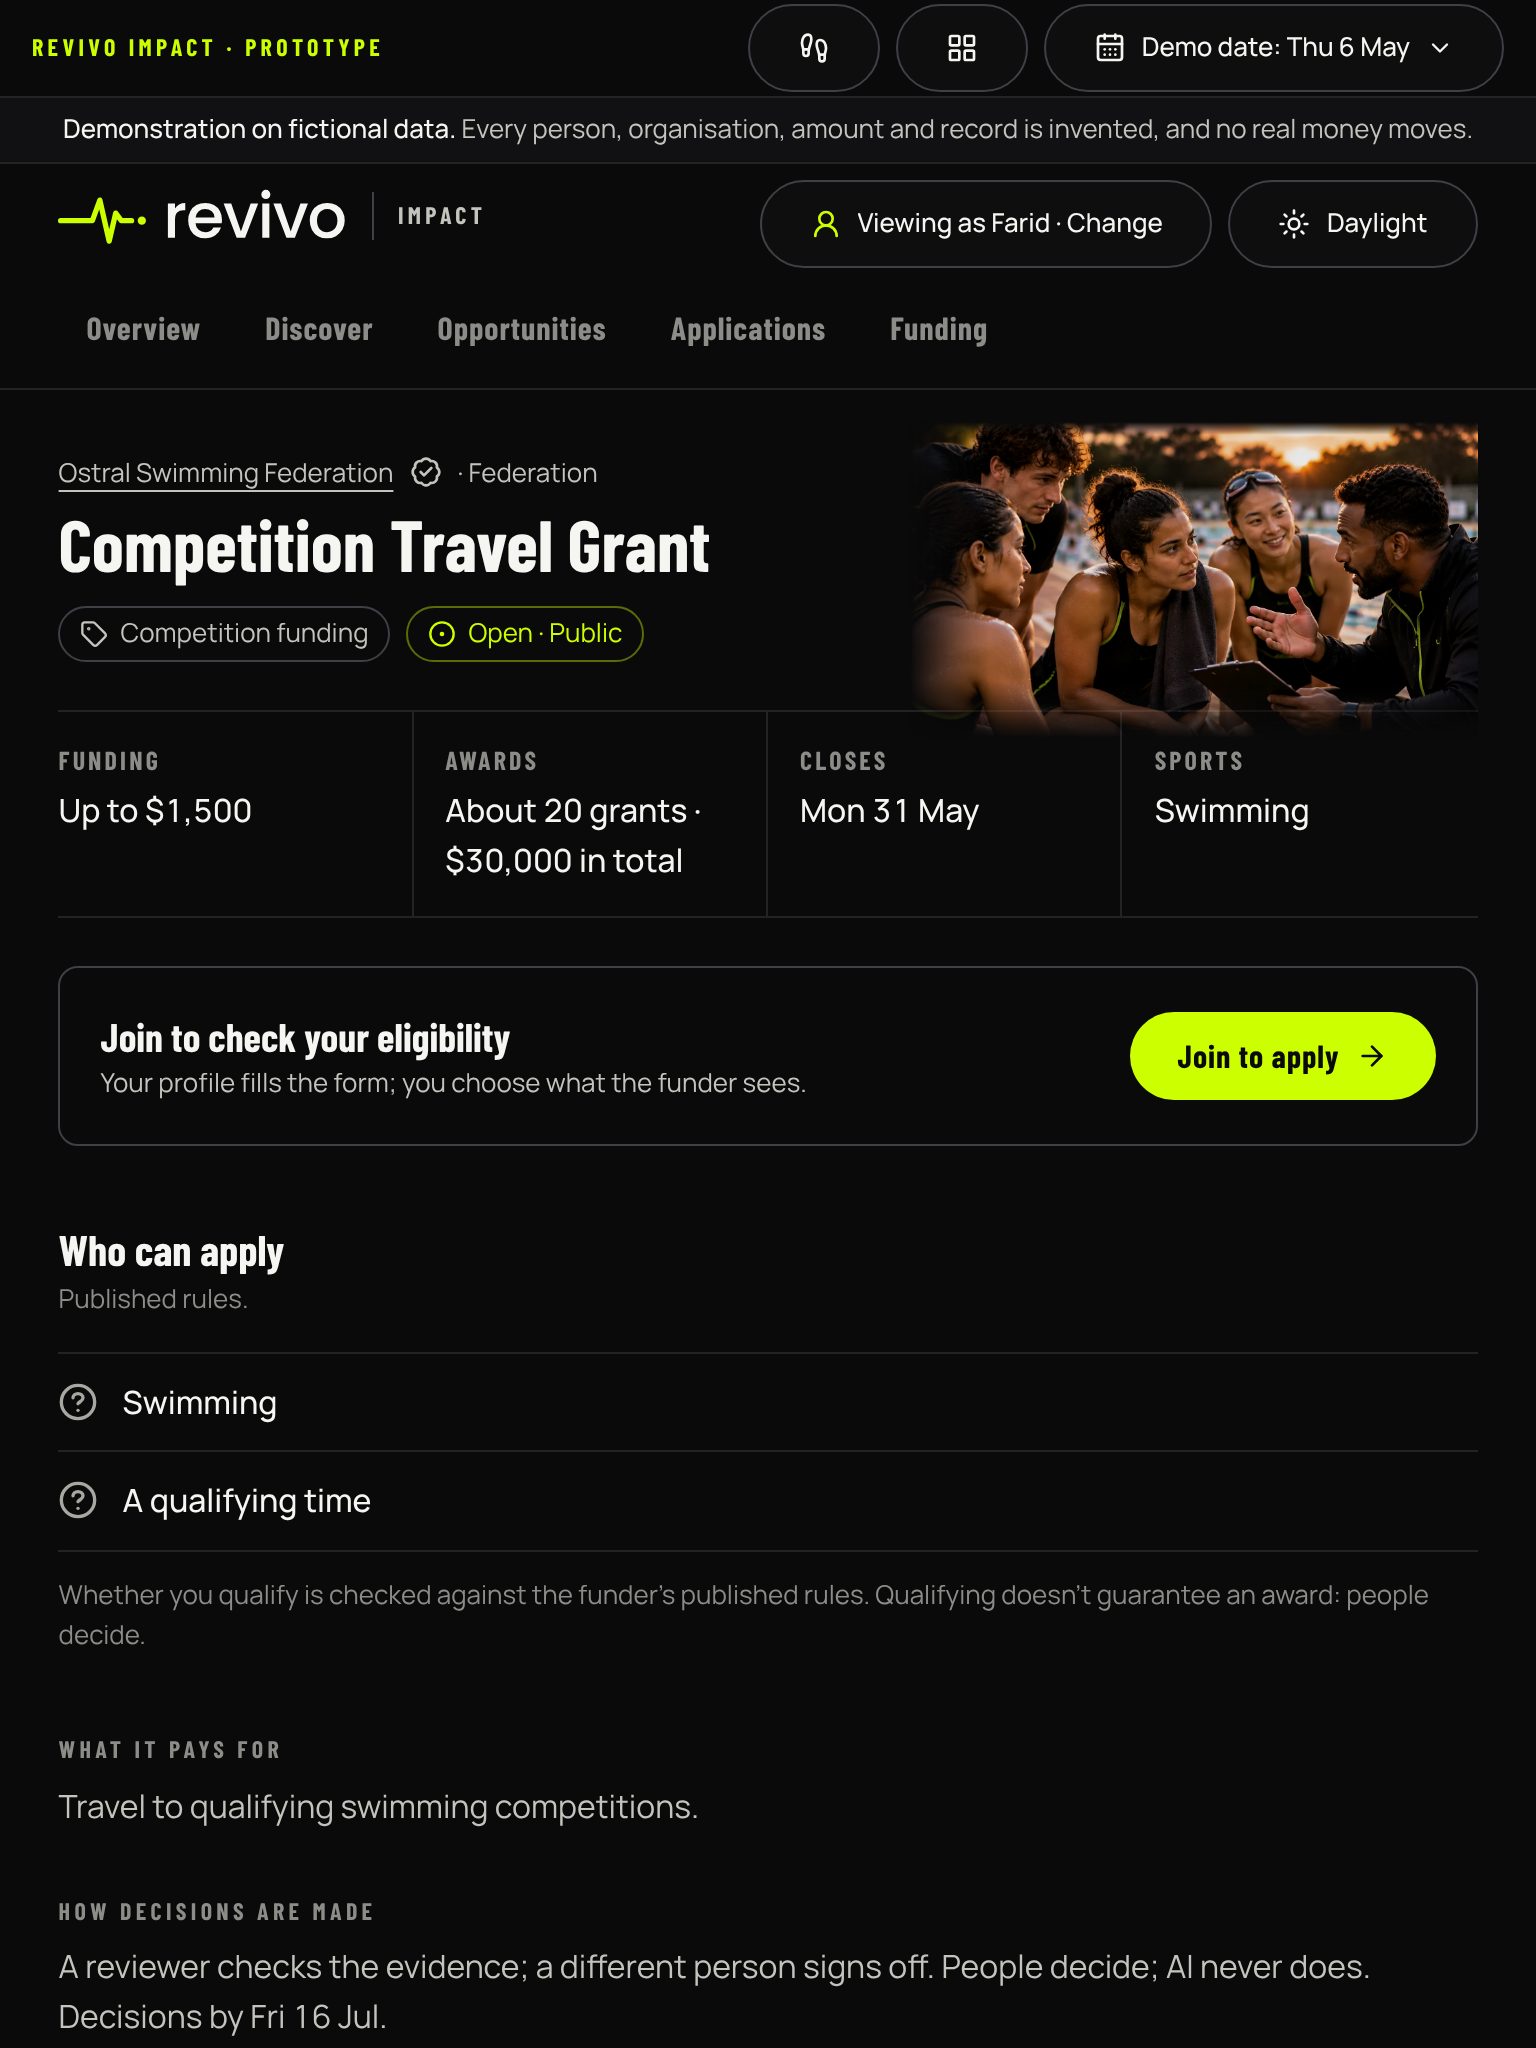 REVIVO IMPACT · PROTOTYPE
Demo date: Thu 6 May
Demonstration on fictional data. Every person, organisation, amount and record is invented, and no real money moves.
revivo
IMPACT
Viewing as Farid · Change
Daylight
Overview
Discover
Opportunities
Applications
Funding
Ostral Swimming Federation · Federation
Competition Travel Grant
Competition funding
Open · Public
FUNDING
Up to $1,500
AWARDS
About 20 grants ·
$30,000 in total
CLOSES
Mon 31 May
SPORTS
Swimming
Join to check your eligibility
Your profile fills the form; you choose what the funder sees.
Join to apply
Who can apply
Published rules.
Swimming
A qualifying time
Whether you qualify is checked against the funder’s published rules. Qualifying doesn’t guarantee an award: people
decide.
WHAT IT PAYS FOR
Travel to qualifying swimming competitions.
HOW DECISIONS ARE MADE
A reviewer checks the evidence; a different person signs off. People decide; AI never does.
Decisions by Fri 16 Jul.